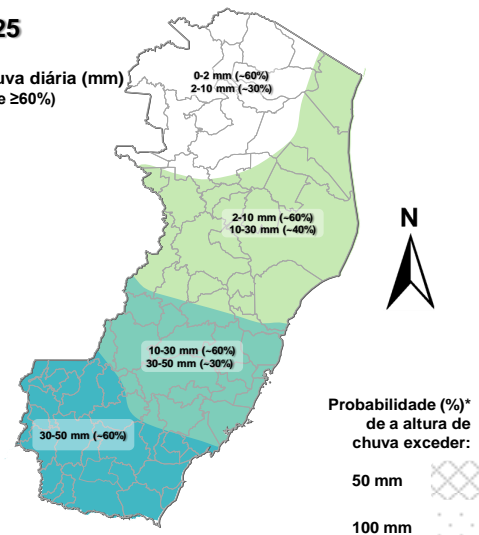 25
uva diária (mm)
e ≥60%)
0-2 mm (~60%)
2-10 mm (~30%)
2-10 mm (~60%)
10-30 mm (~40%)
N
10-30 mm (~60%)
30-50 mm (~30%)
30-50 mm (~60%)
Probabilidade (%)*
de a altura de
chuva exceder:
50 mm
100 mm